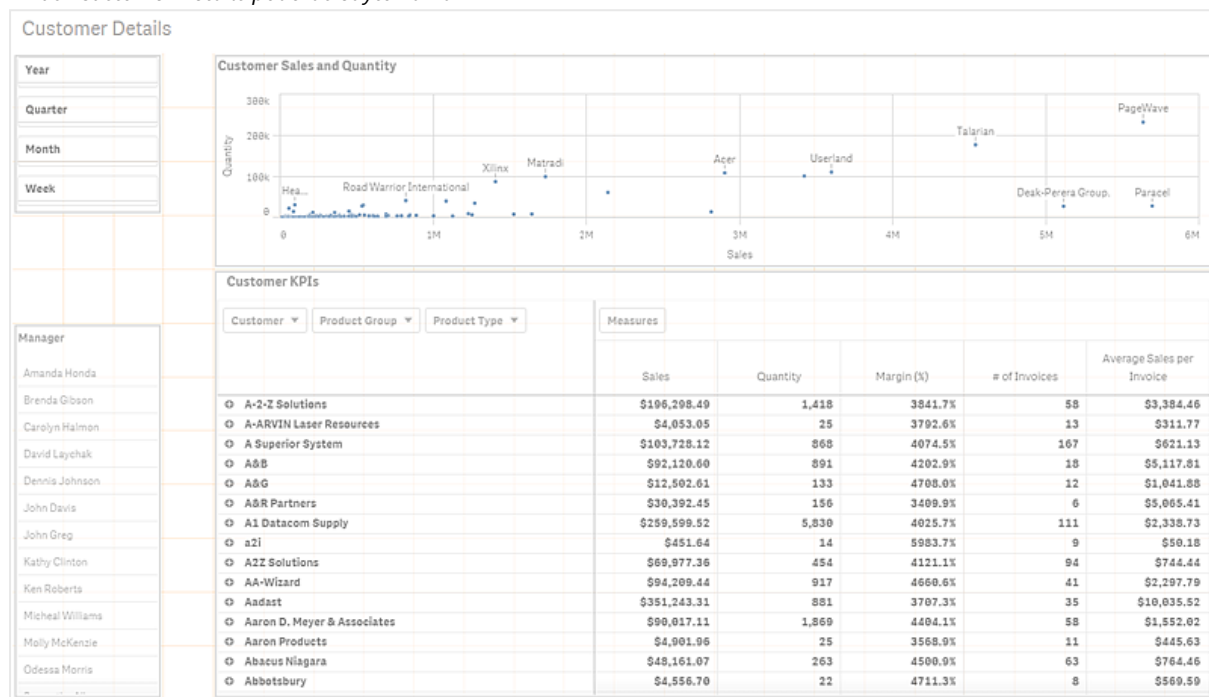 Customer Details
Year
Quarter
Month
Week
Customer Sales and Quantity
300k
200k
100k
0
Quantity
PageWave
Talarian
Acer
Userland
Xilinx
Matradi
Hea...
Road Warrior International
Deak-Perera Group.
Paracel
0 1M 2M 3M 4M 5M 6M
Sales
Manager
Amanda Honda
Brenda Gibson
Carolyn Halmon
David Laychak
Dennis Johnson
John Davis
John Greg
Kathy Clinton
Ken Roberts
Micheal Williams
Molly McKenzie
Odessa Morris
Customer KPIs
Customer Product Group Product Type Measures
Sales Quantity Margin (%) # of Invoices Average Sales per Invoice
A-2-Z Solutions $196,298.49 1,418 3841.7% 58 $3,384.46
A-ARVIN Laser Resources $4,053.05 25 3792.6% 13 $311.77
A Superior System $103,728.12 868 4074.5% 167 $621.13
A&B $92,120.60 891 4202.9% 18 $5,117.81
A&G $12,502.61 133 4708.0% 12 $1,041.88
A&R Partners $30,392.45 156 3409.9% 6 $5,065.41
A1 Datacom Supply $259,599.52 5,830 4025.7% 111 $2,338.73
a2i $451.64 14 5983.7% 9 $50.18
A2Z Solutions $69,977.36 454 4121.1% 94 $744.44
AA-Wizard $94,209.44 917 4660.6% 41 $2,297.79
Aadast $351,243.31 881 3707.3% 35 $10,035.52
Aaron D. Meyer & Associates $90,017.11 1,869 4404.1% 58 $1,552.02
Aaron Products $4,901.96 25 3568.9% 11 $445.63
Abacus Niagara $48,161.07 263 4500.9% 63 $764.46
Abbotsbury $4,556.70 22 4711.3% 8 $569.59